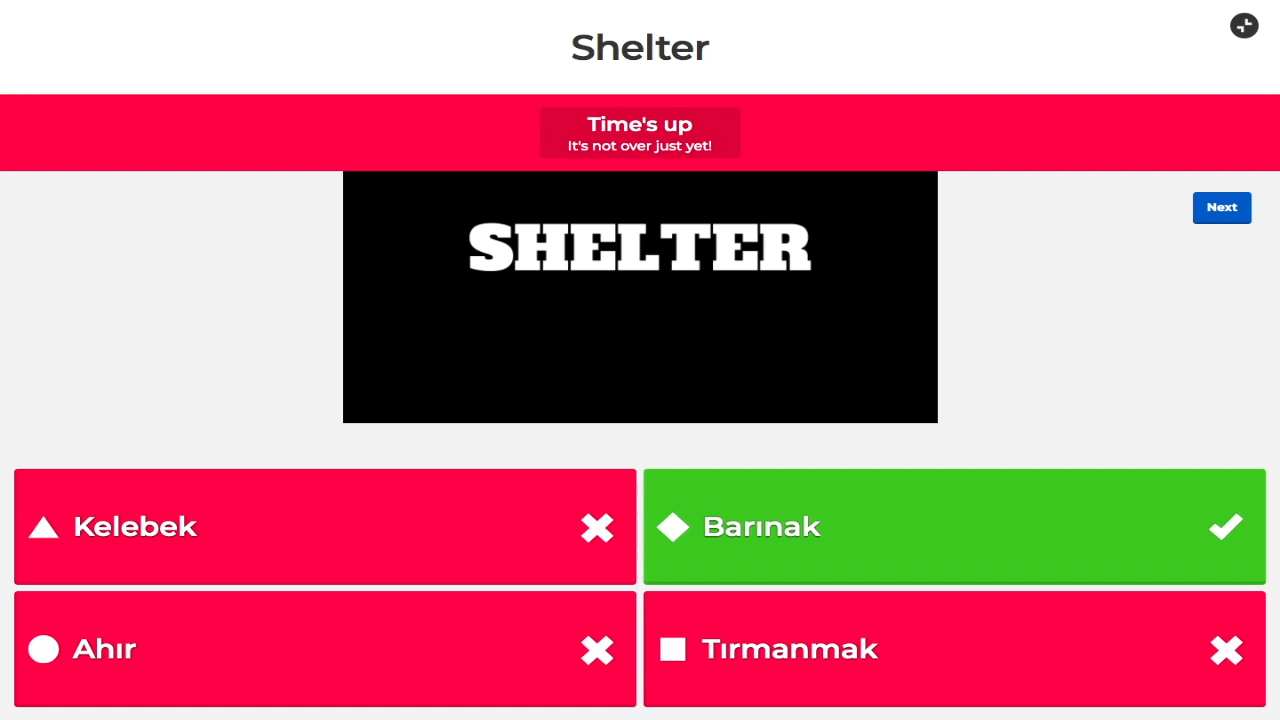 Shelter
Time's up
It's not over just yet!
Next
SHELTER
Kelebek
Barınak
Ahır
Tırmanmak